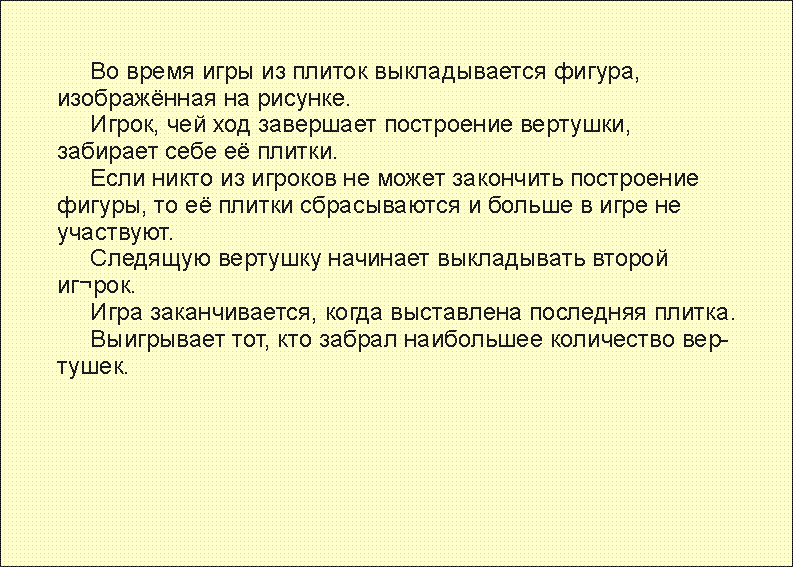 Во время игры из плиток выкладывается фигура,
изображённая на рисунке.
Игрок, чей ход завершает построение вертушки,
забирает себе её плитки.
Если никто из игроков не может закончить построение
фигуры, то её плитки сбрасываются и больше в игре не
участвуют.
Следящую вертушку начинает выкладывать второй
иг¬рок.
Игра заканчивается, когда выставлена последняя плитка.
Выигрывает тот, кто забрал наибольшее количество вер-
тушек.